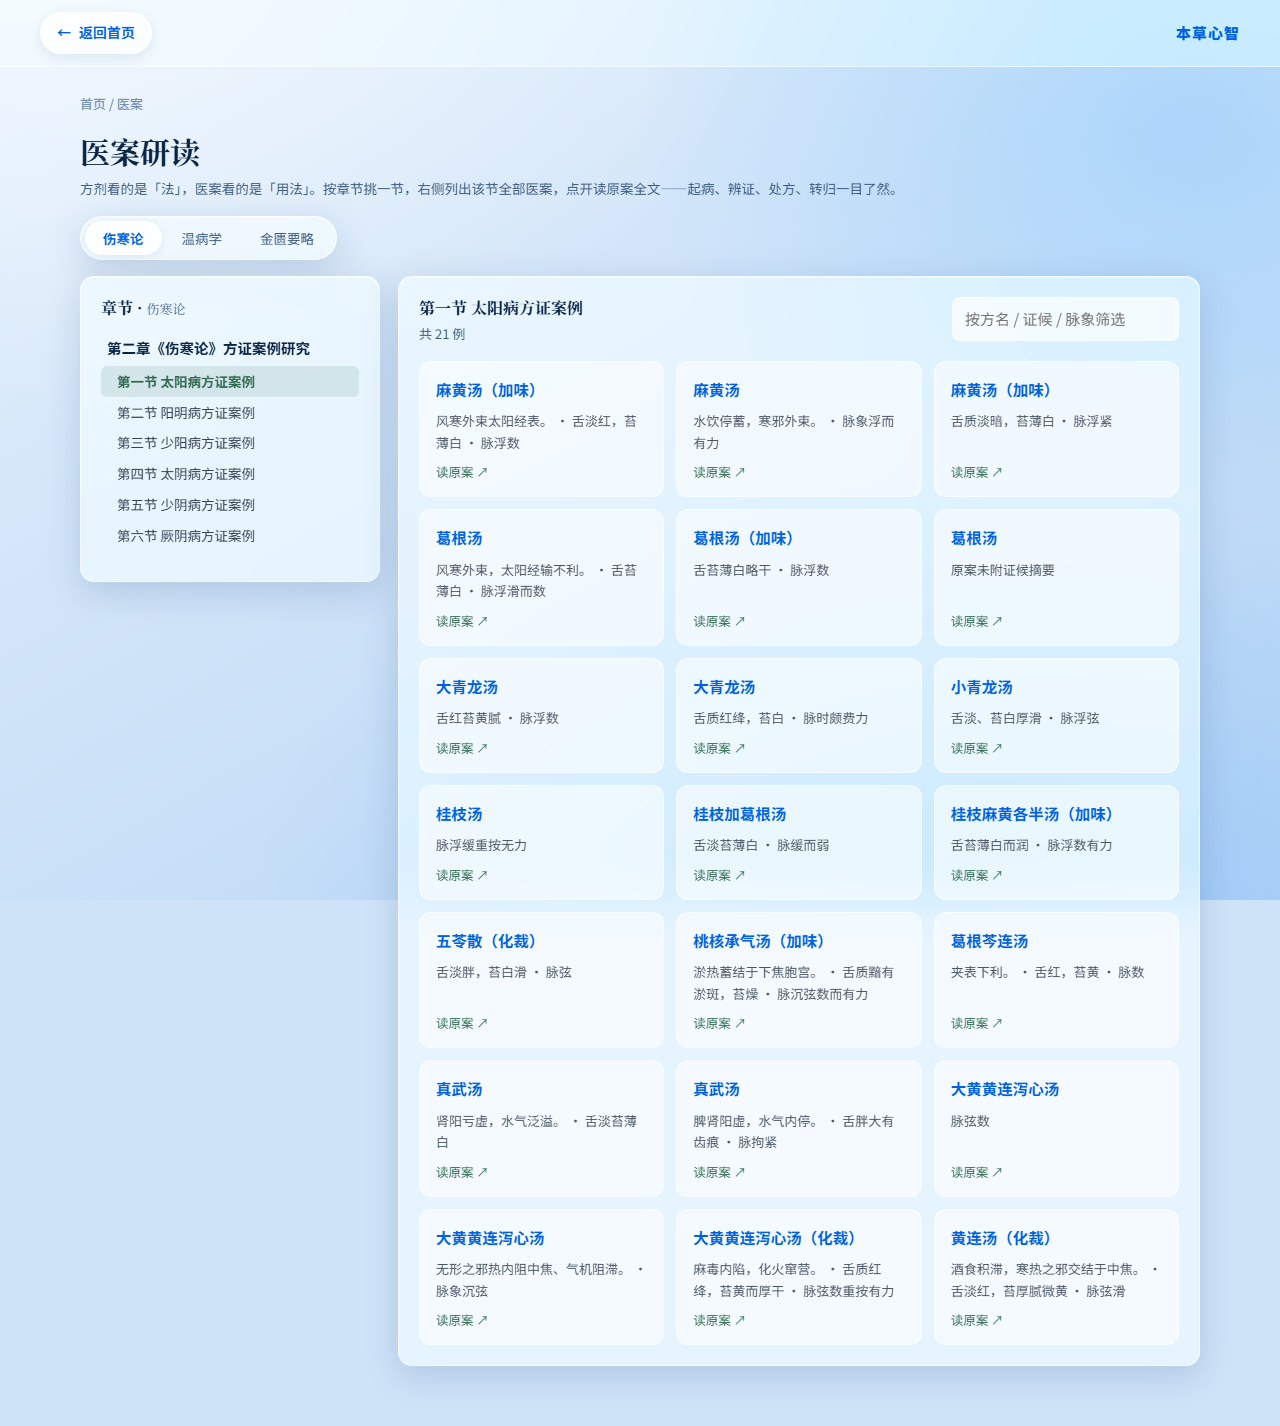 ← 返回首页
本草心智
首页 / 医案
医案研读
方剂看的是「法」，医案看的是「用法」。按章节挑一节，右侧列出该节全部医案，点开读原案全文——起病、辨证、处方、转归一目了然。
伤寒论
温病学
金匮要略
章节 · 伤寒论
第二章《伤寒论》方证案例研究
第一节 太阳病方证案例
第二节 阳明病方证案例
第三节 少阳病方证案例
第四节 太阴病方证案例
第五节 少阴病方证案例
第六节 厥阴病方证案例
第一节 太阳病方证案例
共 21 例
按方名 / 证候 / 脉象筛选
麻黄汤（加味）
风寒外束太阳经表。 · 舌淡红，苔
薄白 · 脉浮数
读原案 ↗
麻黄汤
水饮停蓄，寒邪外束。 · 脉象浮而
有力
读原案 ↗
麻黄汤（加味）
舌质淡暗，苔薄白 · 脉浮紧
读原案 ↗
葛根汤
风寒外束，太阳经输不利。 · 舌苔
薄白 · 脉浮滑而数
读原案 ↗
葛根汤（加味）
舌苔薄白略干 · 脉浮数
读原案 ↗
葛根汤
原案未附证候摘要
读原案 ↗
大青龙汤
舌红苔黄腻 · 脉浮数
读原案 ↗
大青龙汤
舌质红绛，苔白 · 脉时颇费力
读原案 ↗
小青龙汤
舌淡、苔白厚滑 · 脉浮弦
读原案 ↗
桂枝汤
脉浮缓重按无力
读原案 ↗
桂枝加葛根汤
舌淡苔薄白 · 脉缓而弱
读原案 ↗
桂枝麻黄各半汤（加味）
舌苔薄白而润 · 脉浮数有力
读原案 ↗
五苓散（化裁）
舌淡胖，苔白滑 · 脉弦
读原案 ↗
桃核承气汤（加味）
淤热蓄结于下焦胞宫。 · 舌质黯有
淤斑，苔燥 · 脉沉弦数而有力
读原案 ↗
葛根芩连汤
夹表下利。 · 舌红，苔黄 · 脉数
读原案 ↗
真武汤
肾阳亏虚，水气泛溢。 · 舌淡苔薄
白
读原案 ↗
真武汤
脾肾阳虚，水气内停。 · 舌胖大有
齿痕 · 脉拘紧
读原案 ↗
大黄黄连泻心汤
脉弦数
读原案 ↗
大黄黄连泻心汤
无形之邪热内阻中焦、气机阻滞。 ·
脉象沉弦
读原案 ↗
大黄黄连泻心汤（化裁）
麻毒内陷，化火窜营。 · 舌质红
绛，苔黄而厚干 · 脉弦数重按有力
读原案 ↗
黄连汤（化裁）
酒食积滞，寒热之邪交结于中焦。 ·
舌淡红，苔厚腻微黄 · 脉弦滑
读原案 ↗